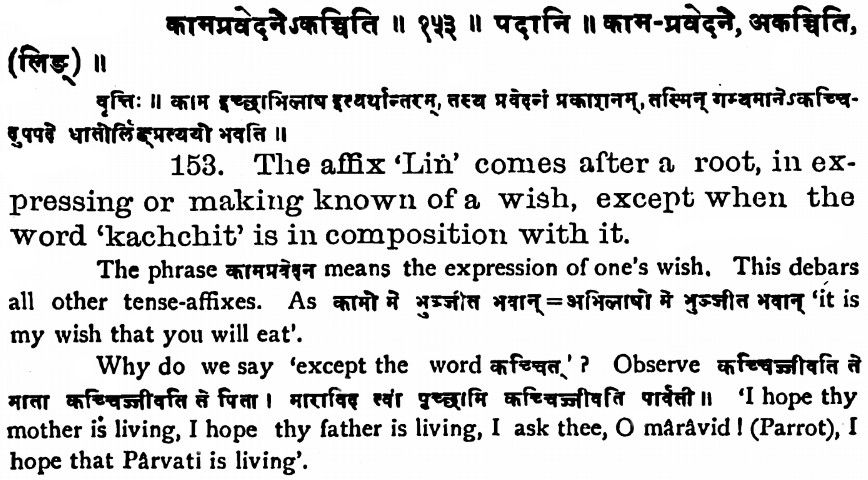 कामप्रवेदनेऽकच्चिति ॥ १५३ ॥ पदानि ॥ काम-प्रवेदने, अकच्चिति,
(लिङ्) ॥
वृत्तिः ॥ काम इच्छाभिलाष इत्यर्थान्तरम्, तस्य प्रवेदनं प्रकाशनम्, तस्मिन् गम्यमानेऽकच्चि-
त्युपपदे धातोर्लिङ्प्रत्ययो भवति ॥
153. The affix ‘Liṅ’ comes after a root, in ex-
pressing or making known of a wish, except when the
word ‘kachchit’ is in composition with it.
The phrase कामप्रवेदन means the expression of one's wish. This debars
all other tense-affixes. As कामो मे भुञ्जीत भवान् = अभिलाषो मे भुञ्जीत भवान् ‘it is
my wish that you will eat’.
Why do we say ‘except the word कच्चित्’ ? Observe कच्चिज्जीवति ते
माता कच्चिज्जीवति ते पिता । माराविद त्वां पृच्छामि कच्चिज्जीवति पार्वती ॥ ‘I hope thy
mother is living, I hope thy father is living, I ask thee, O mârâvid ! (Parrot), I
hope that Pârvati is living’.